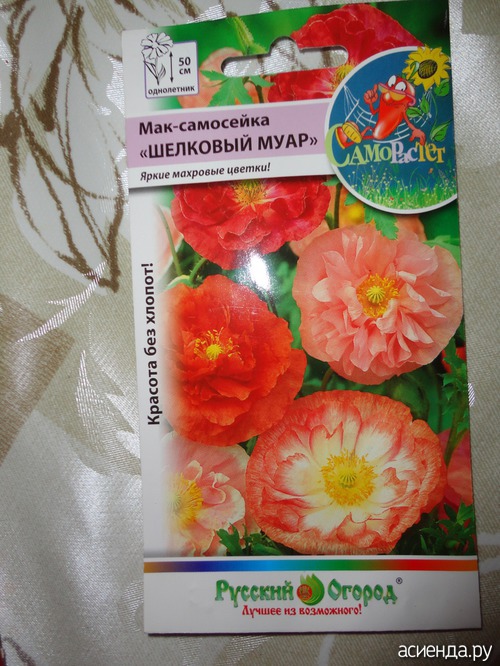 50
см
однолетник
Мак-самосейка
«ШЕЛКОВЫЙ МУАР»
Яркие махровые цветки!
САМОРАСТЕТ
Красота без хлопот!
Русский Огород®
Лучшее из возможного!
асиенда.ру